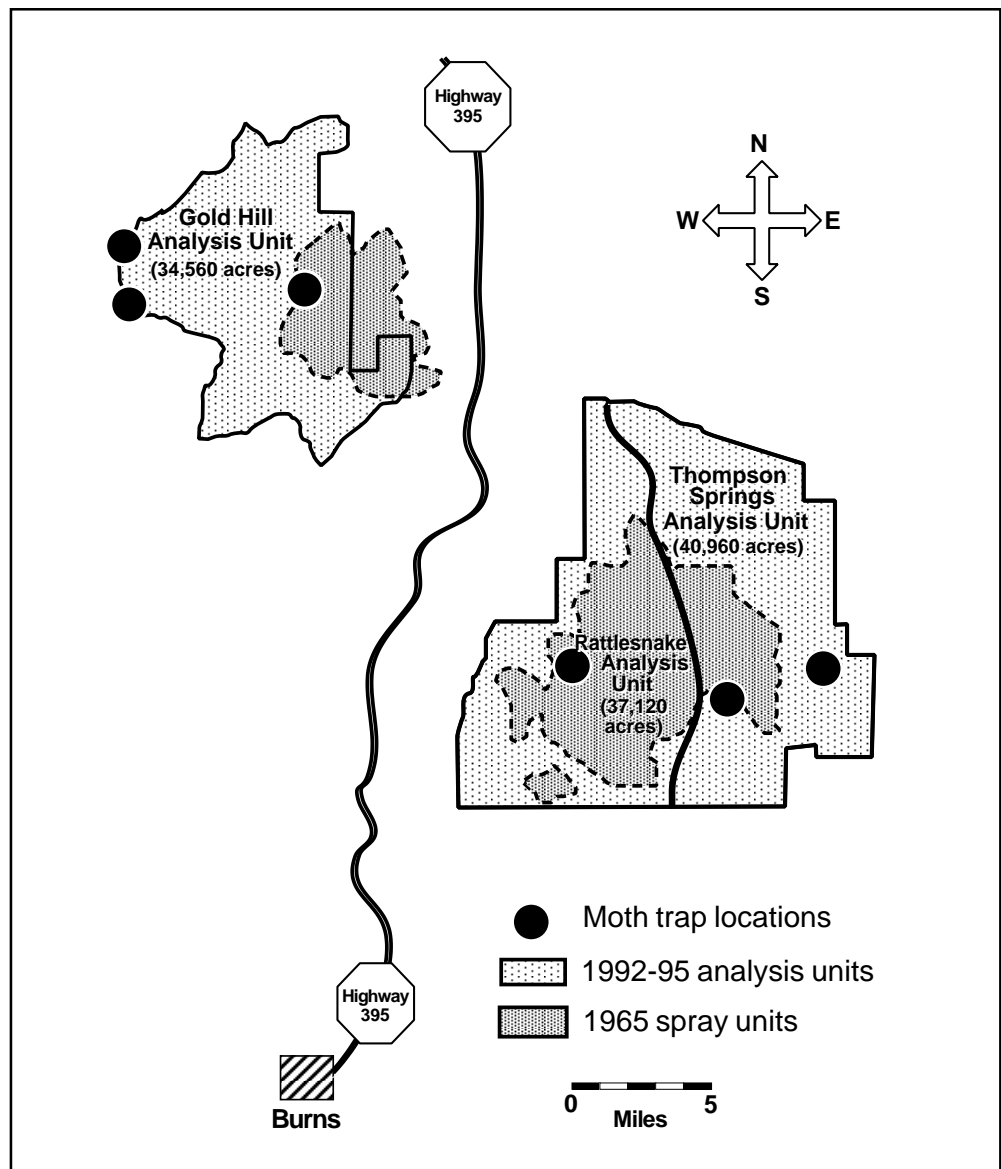 Highway
395
N
W
E
S
Gold Hill
Analysis Unit
(34,560 acres)
Thompson
Springs
Analysis Unit
(40,960 acres)
Rattlesnake
Analysis
Unit
(37,120
acres)
Moth trap locations
1992-95 analysis units
1965 spray units
Highway
395
Burns
0
5
Miles